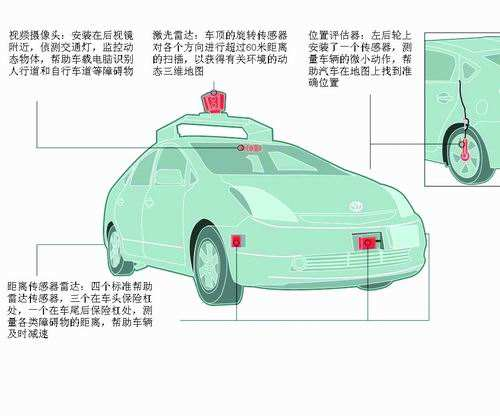 视频摄像头：安装在后视镜
附近，侦测交通灯，监控动
态物体，帮助车载电脑识别
人行道和自行车道等障碍物
激光雷达：车顶的旋转传感器
对各个方向进行超过60米距离
的扫描，以获得有关环境的动
态三维地图
位置评估器：左后轮上
安装了一个传感器，测
量车辆的微小动作，帮
助汽车在地图上找到准
确位置
距离传感器雷达：四个标准帮助
雷达传感器，三个在车头保险杠
处，一个在车尾后保险杠处，测
量各类障碍物的距离，帮助车辆
及时减速